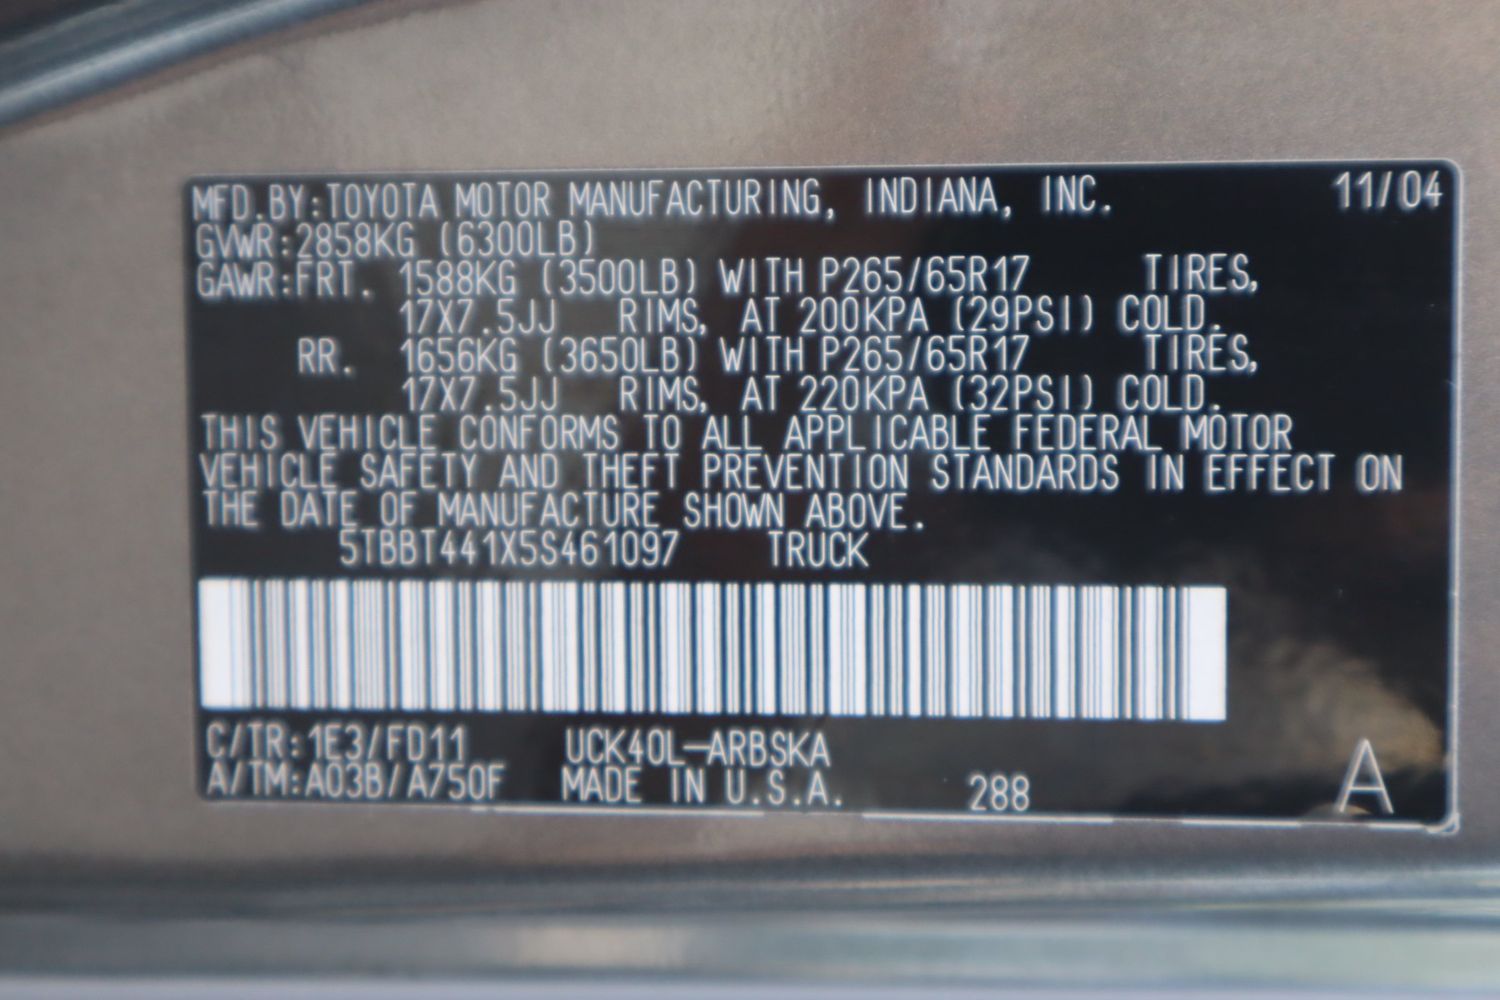 MFD.BY:TOYOTA MOTOR MANUFACTURING, INDIANA, INC. 11/04
GVWR:2858KG (6300LB)
GAWR:FRT. 1588KG (3500LB) WITH P265/65R17 TIRES,
17X7.5JJ RIMS, AT 200KPA (29PSI) COLD.
RR. 1656KG (3650LB) WITH P265/65R17 TIRES,
17X7.5JJ RIMS, AT 220KPA (32PSI) COLD.
THIS VEHICLE CONFORMS TO ALL APPLICABLE FEDERAL MOTOR
VEHICLE SAFETY AND THEFT PREVENTION STANDARDS IN EFFECT ON
THE DATE OF MANUFACTURE SHOWN ABOVE.
5TBBT441X5S461097 TRUCK
C/TR:1E3/FD11 UCK40L-ARBSKA
A/TM:A03B/A750F MADE IN U.S.A. 288 A